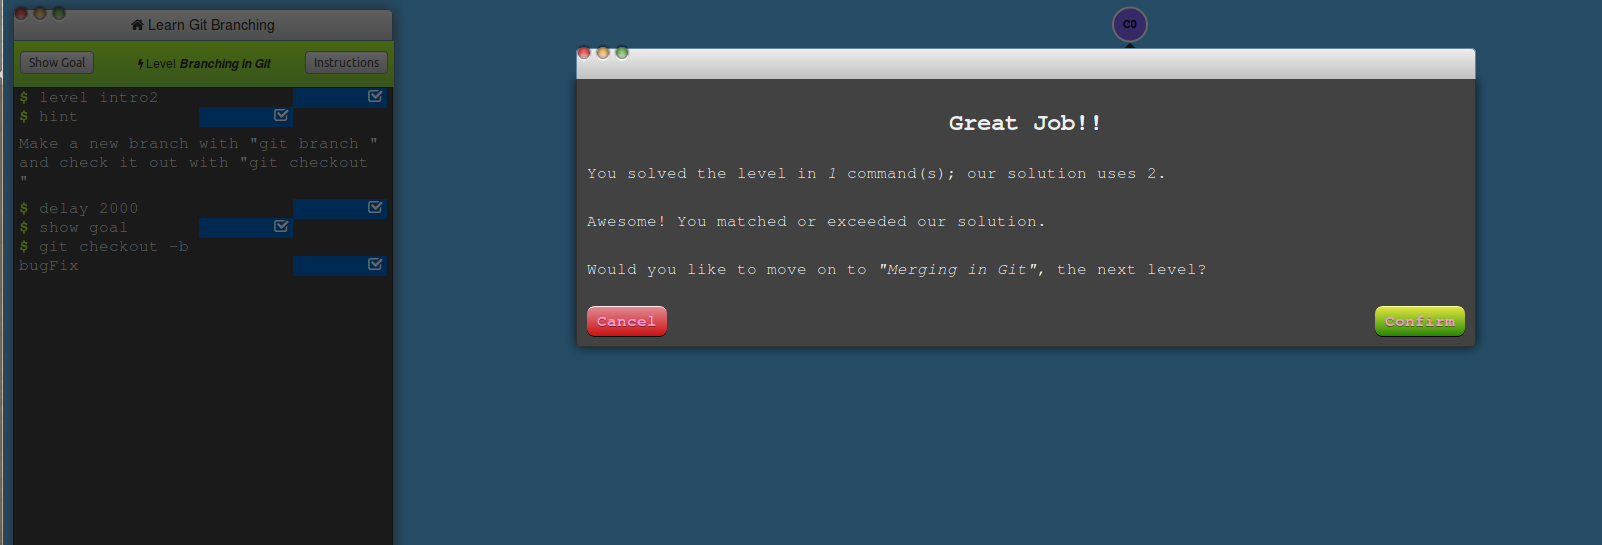 Learn Git Branching
Show Goal
Level Branching in Git
Instructions
$ level intro2
$ hint
Make a new branch with "git branch "
and check it out with "git checkout
"
$ delay 2000
$ show goal
$ git checkout -b
bugFix
C0
Great Job!!
You solved the level in 1 command(s); our solution uses 2.
Awesome! You matched or exceeded our solution.
Would you like to move on to "Merging in Git", the next level?
Cancel
Confirm